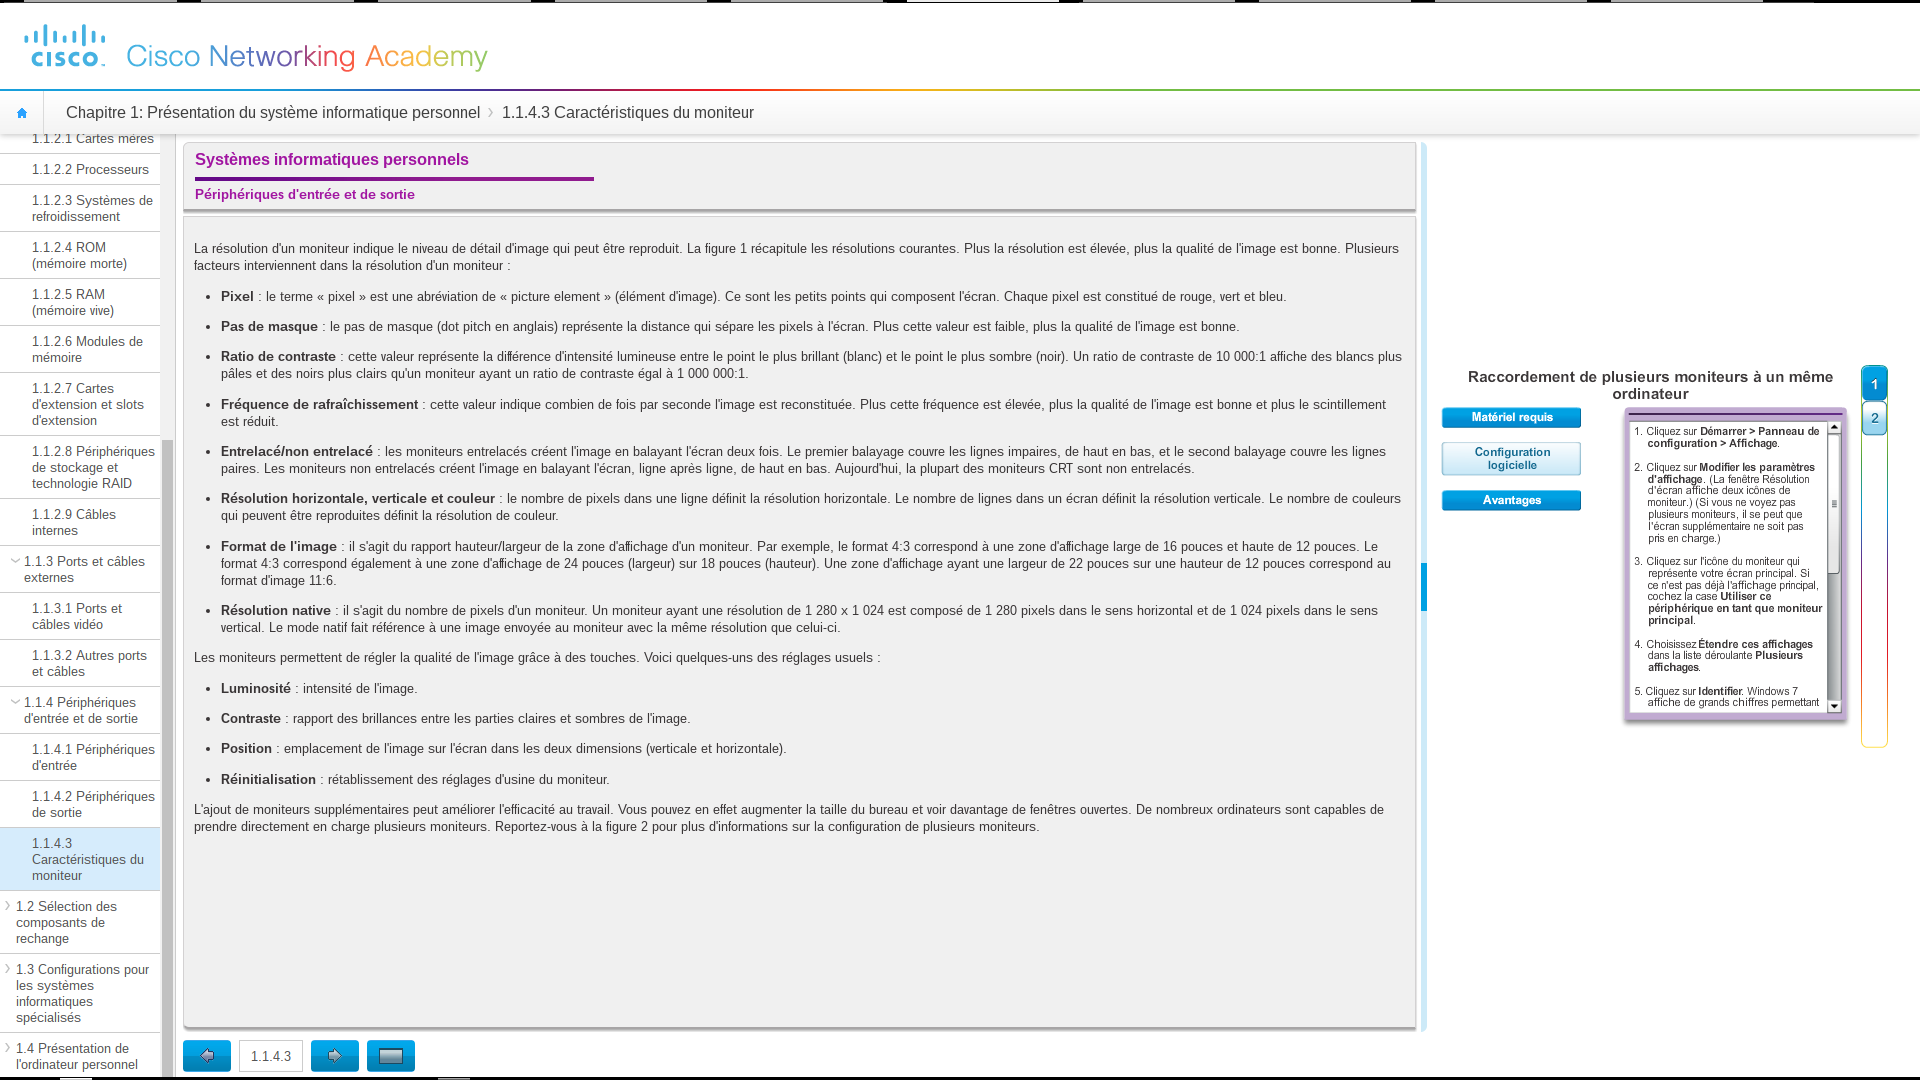 CISCO
Cisco Networking Academy
Chapitre 1: Présentation du système informatique personnel
1.1.4.3 Caractéristiques du moniteur
1.1.2.1 Cartes mères
1.1.2.2 Processeurs
1.1.2.3 Systèmes de
refroidissement
1.1.2.4 ROM
(mémoire morte)
1.1.2.5 RAM
(mémoire vive)
1.1.2.6 Modules de
mémoire
1.1.2.7 Cartes
d'extension et slots
d'extension
1.1.2.8 Périphériques
de stockage et
technologie RAID
1.1.2.9 Câbles
internes
1.1.3 Ports et câbles
externes
1.1.3.1 Ports et
câbles vidéo
1.1.3.2 Autres ports
et câbles
1.1.4 Périphériques
d'entrée et de sortie
1.1.4.1 Périphériques
d'entrée
1.1.4.2 Périphériques
de sortie
1.1.4.3
Caractéristiques du
moniteur
1.2 Sélection des
composants de
rechange
1.3 Configurations pour
les systèmes
informatiques
spécialisés
1.4 Présentation de
l'ordinateur personnel
Systèmes informatiques personnels
Périphériques d'entrée et de sortie
La résolution d'un moniteur indique le niveau de détail d'image qui peut être reproduit. La figure 1 récapitule les résolutions courantes. Plus la résolution est élevée, plus la qualité de l'image est bonne. Plusieurs
facteurs interviennent dans la résolution d'un moniteur :
• Pixel : le terme « pixel » est une abréviation de « picture element » (élément d'image). Ce sont les petits points qui composent l'écran. Chaque pixel est constitué de rouge, vert et bleu.
• Pas de masque : le pas de masque (dot pitch en anglais) représente la distance qui sépare les pixels à l'écran. Plus cette valeur est faible, plus la qualité de l'image est bonne.
• Ratio de contraste : cette valeur représente la différence d'intensité lumineuse entre le point le plus brillant (blanc) et le point le plus sombre (noir). Un ratio de contraste de 10 000:1 affiche des blancs plus
pâles et des noirs plus clairs qu'un moniteur ayant un ratio de contraste égal à 1 000 000:1.
• Fréquence de rafraîchissement : cette valeur indique combien de fois par seconde l'image est reconstituée. Plus cette fréquence est élevée, plus la qualité de l'image est bonne et plus le scintillement
est réduit.
• Entrelacé/non entrelacé : les moniteurs entrelacés créent l'image en balayant l'écran deux fois. Le premier balayage couvre les lignes impaires, de haut en bas, et le second balayage couvre les lignes
paires. Les moniteurs non entrelacés créent l'image en balayant l'écran, ligne après ligne, de haut en bas. Aujourd'hui, la plupart des moniteurs CRT sont non entrelacés.
• Résolution horizontale, verticale et couleur : le nombre de pixels dans une ligne définit la résolution horizontale. Le nombre de lignes dans un écran définit la résolution verticale. Le nombre de couleurs
qui peuvent être reproduites définit la résolution de couleur.
• Format de l'image : il s'agit du rapport hauteur/largeur de la zone d'affichage d'un moniteur. Par exemple, le format 4:3 correspond à une zone d'affichage large de 16 pouces et haute de 12 pouces. Le
format 4:3 correspond également à une zone d'affichage de 24 pouces (largeur) sur 18 pouces (hauteur). Une zone d'affichage ayant une largeur de 22 pouces sur une hauteur de 12 pouces correspond au
format d'image 11:6.
• Résolution native : il s'agit du nombre de pixels d'un moniteur. Un moniteur ayant une résolution de 1 280 x 1 024 est composé de 1 280 pixels dans le sens horizontal et de 1 024 pixels dans le sens
vertical. Le mode natif fait référence à une image envoyée au moniteur avec la même résolution que celui-ci.
Les moniteurs permettent de régler la qualité de l'image grâce à des touches. Voici quelques-uns des réglages usuels :
• Luminosité : intensité de l'image.
• Contraste : rapport des brillances entre les parties claires et sombres de l'image.
• Position : emplacement de l'image sur l'écran dans les deux dimensions (verticale et horizontale).
• Réinitialisation : rétablissement des réglages d'usine du moniteur.
L'ajout de moniteurs supplémentaires peut améliorer l'efficacité au travail. Vous pouvez en effet augmenter la taille du bureau et voir davantage de fenêtres ouvertes. De nombreux ordinateurs sont capables de
prendre directement en charge plusieurs moniteurs. Reportez-vous à la figure 2 pour plus d'informations sur la configuration de plusieurs moniteurs.
1.1.4.3
Raccordement de plusieurs moniteurs à un même
ordinateur
Matériel requis
Configuration
logicielle
Avantages
1. Cliquez sur Démarrer > Panneau de
configuration > Affichage.
2. Cliquez sur Modifier les paramètres
d'affichage. (La fenêtre Résolution
d'écran affiche deux icônes de
moniteur.) (Si vous ne voyez pas
plusieurs moniteurs, il se peut que
l'écran supplémentaire ne soit pas
pris en charge.)
3. Cliquez sur l'icône du moniteur qui
représente votre écran principal. Si
ce n'est pas déjà l'affichage principal,
cochez la case Utiliser ce
périphérique en tant que moniteur
principal.
4. Choisissez Étendre ces affichages
dans la liste déroulante Plusieurs
affichages.
5. Cliquez sur Identifier. Windows 7
affiche de grands chiffres permettant
1
2